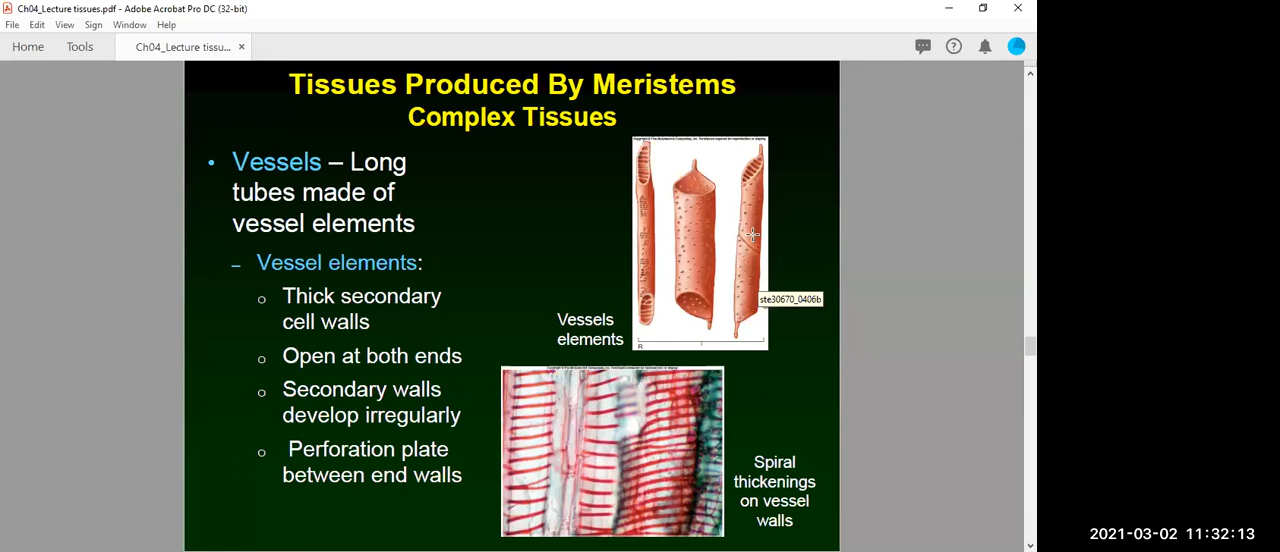 Ch04_Lecture tissues.pdf - Adobe Acrobat Pro DC (32-bit)
File Edit View Sign Window Help
Home Tools Ch04_Lecture tissu... ×
Tissues Produced By Meristems
Complex Tissues
• Vessels – Long
tubes made of
vessel elements
– Vessel elements:
o Thick secondary
cell walls
o Open at both ends
o Secondary walls
develop irregularly
o Perforation plate
between end walls
ste30670_0406b
Vessels
elements
B
Spiral
thickenings
on vessel
walls
2021-03-02 11:32:13